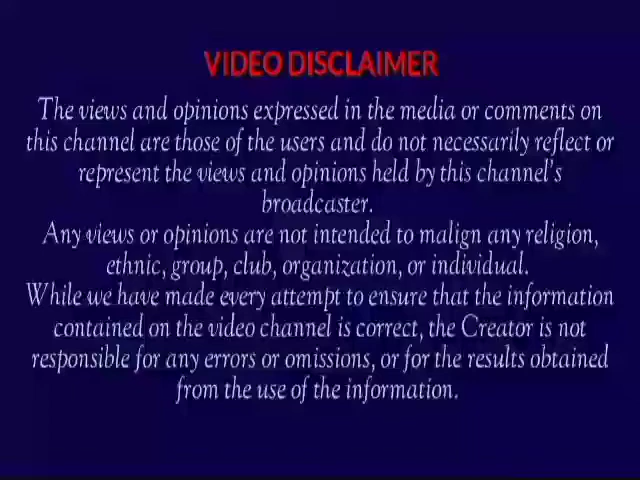 VIDEO DISCLAIMER
The views and opinions expressed in the media or comments on
this channel are those of the users and do not necessarily reflect or
represent the views and opinions held by this channel's
broadcaster.
Any views or opinions are not intended to malign any religion,
ethnic, group, club, organization, or individual.
While we have made every attempt to ensure that the information
contained on the video channel is correct, the Creator is not
responsible for any errors or omissions, or for the results obtained
from the use of the information.